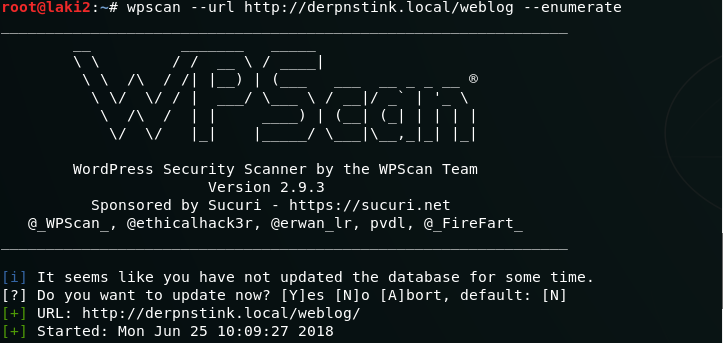 root@laki2:~# wpscan --url http://derpnstink.local/weblog --enumerate
_______________________________________________________________
WPScan ®
WordPress Security Scanner by the WPScan Team
Version 2.9.3
Sponsored by Sucuri - https://sucuri.net
@_WPScan_, @ethicalhack3r, @erwan_lr, pvdl, @_FireFart_
_______________________________________________________________
[i] It seems like you have not updated the database for some time.
[?] Do you want to update now? [Y]es [N]o [A]bort, default: [N]
[+] URL: http://derpnstink.local/weblog/
[+] Started: Mon Jun 25 10:09:27 2018